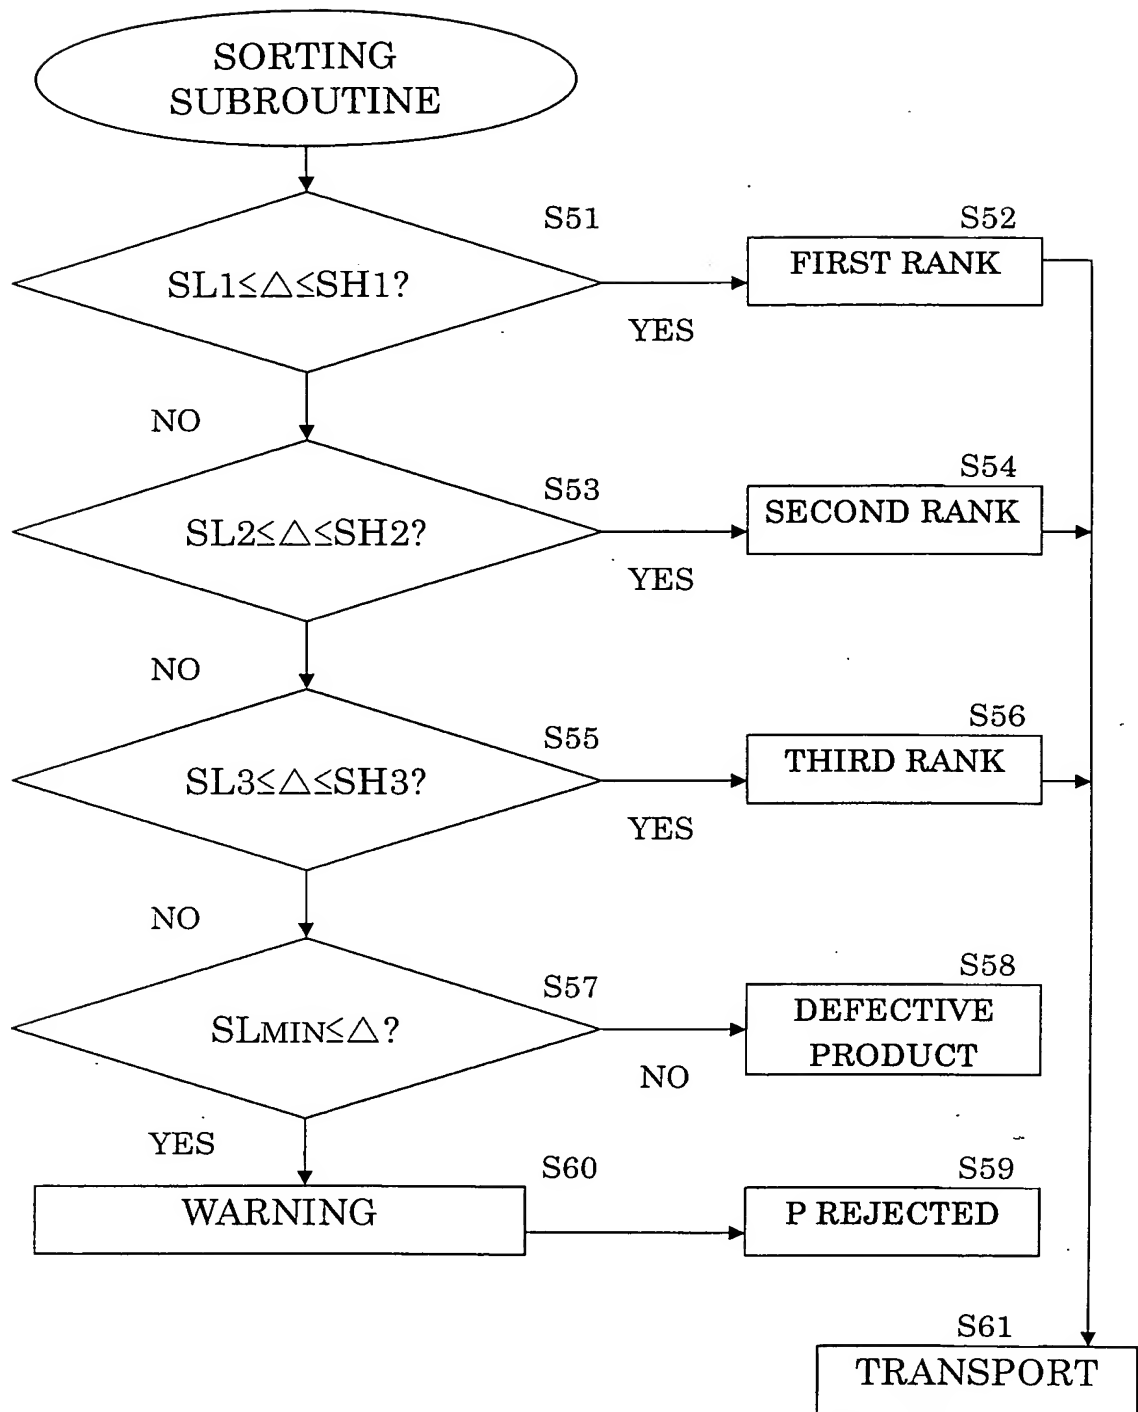 SORTING
SUBROUTINE
S51
SL1≤△≤SH1?
YES
S52
FIRST RANK
NO
S53
SL2≤△≤SH2?
YES
S54
SECOND RANK
NO
S55
SL3≤△≤SH3?
YES
S56
THIRD RANK
NO
S57
SLMIN≤△?
NO
S58
DEFECTIVE
PRODUCT
YES
S60
WARNING
S59
P REJECTED
S61
TRANSPORT